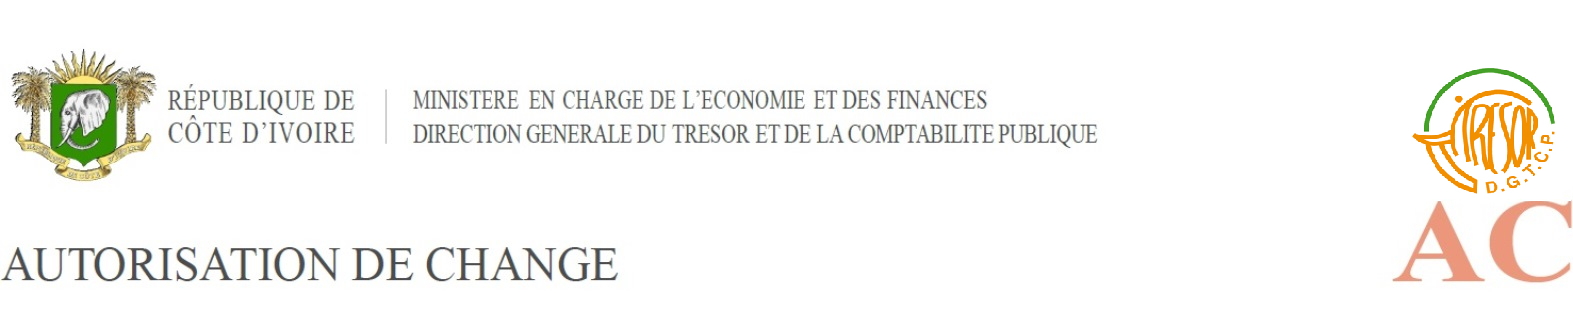 RÉPUBLIQUE DE
CÔTE D’IVOIRE
MINISTERE EN CHARGE DE L’ECONOMIE ET DES FINANCES
DIRECTION GENERALE DU TRESOR ET DE LA COMPTABILITE PUBLIQUE
TRESOR
D.G.T.C.P.
AUTORISATION DE CHANGE
AC